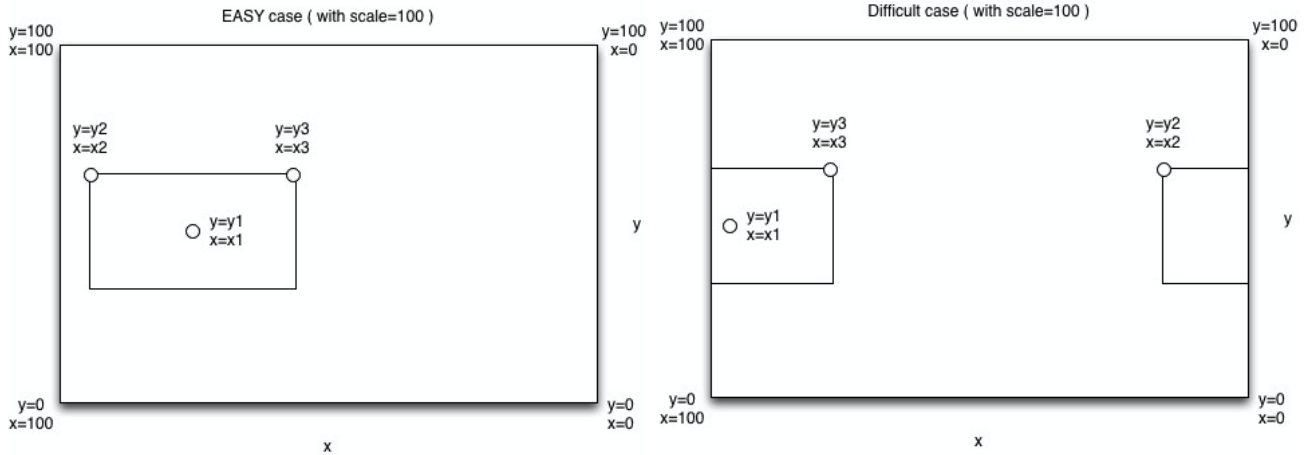 EASY case ( with scale=100 )
y=100
x=100
y=100
x=0
y=y2
x=x2
y=y3
x=x3
y=y1
x=x1
y
y=0
x=100
y=0
x=0
x
Difficult case ( with scale=100 )
y=100
x=100
y=100
x=0
y=y3
x=x3
y=y2
x=x2
y=y1
x=x1
y
y=0
x=100
y=0
x=0
x